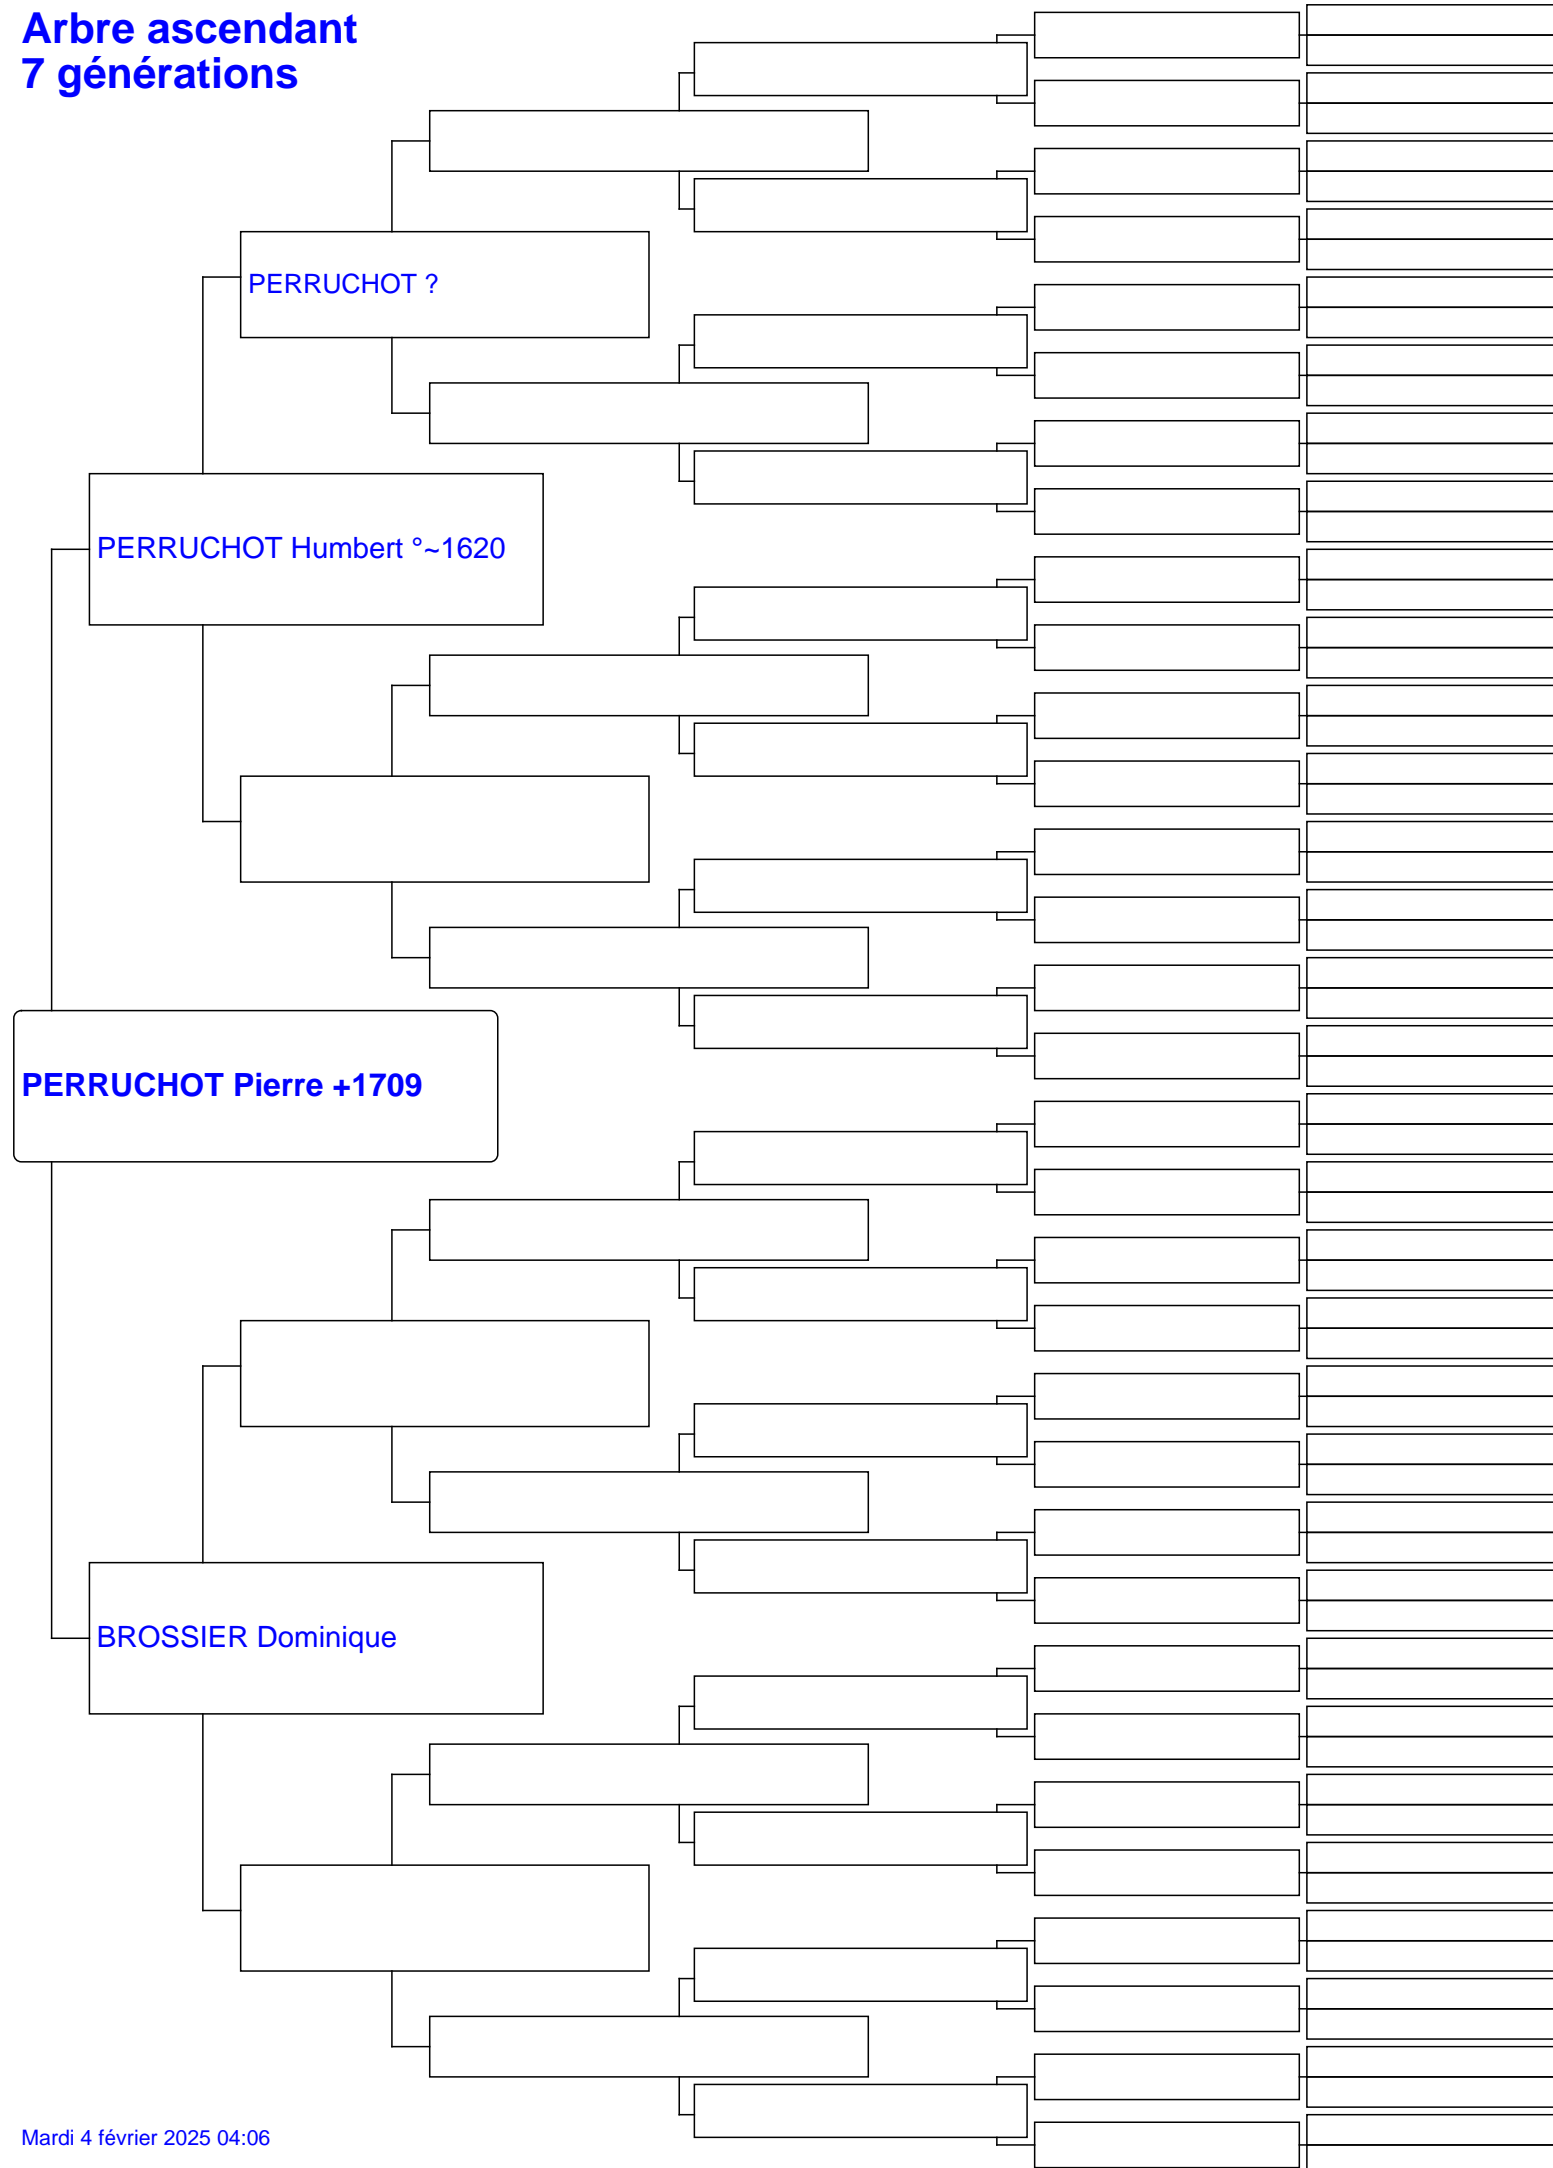 Arbre ascendant
7 générations
PERRUCHOT ?
PERRUCHOT Humbert °~1620
PERRUCHOT Pierre +1709
BROSSIER Dominique
Mardi 4 février 2025 04:06